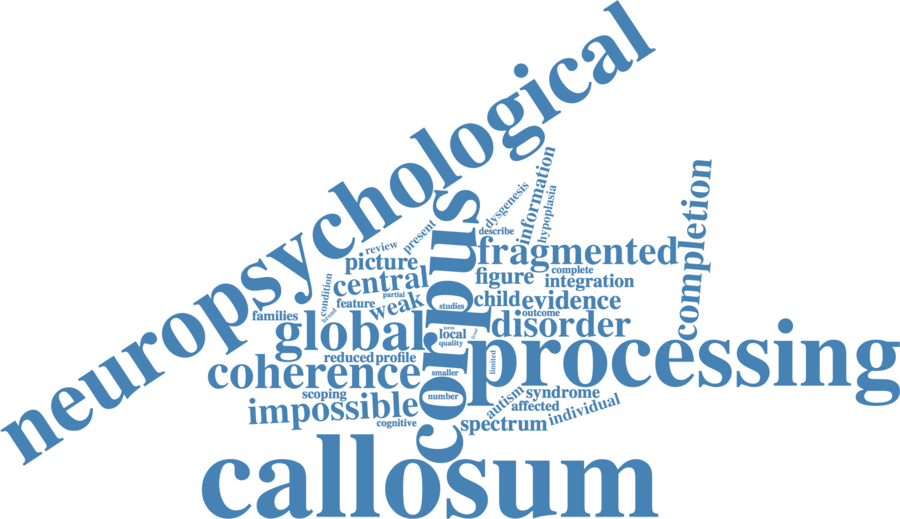 neuropsychological
information
dysgenesis
hypoplasia
completion
corpus
describe
present
review
picture
fragmented
central
figure
complete
integration
condition
partial
feature
weak
studies
child
evidence
families
broad
outcome
global
disorder
term
local
quality
processing
reduced
profile
limited
coherence
smaller
scoping
number
autism
syndrome
affected
individual
impossible
cognitive
spectrum
callosum